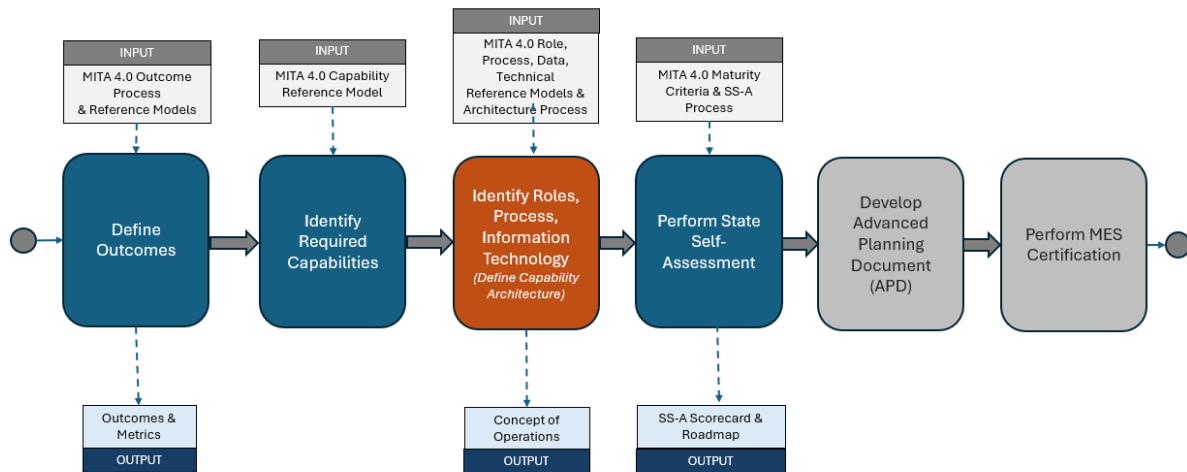 INPUT
MITA 4.0 Outcome
Process
& Reference Models
INPUT
MITA 4.0 Capability
Reference Model
INPUT
MITA 4.0 Role,
Process, Data,
Technical
Reference Models &
Architecture Process
INPUT
MITA 4.0 Maturity
Criteria & SS-A
Process
Define
Outcomes
Identify
Required
Capabilities
Identify Roles,
Process,
Information
Technology
(Define Capability
Architecture)
Perform State
Self-
Assessment
Develop
Advanced
Planning
Document
(APD)
Perform MES
Certification
Outcomes &
Metrics
OUTPUT
Concept of
Operations
OUTPUT
SS-A Scorecard &
Roadmap
OUTPUT